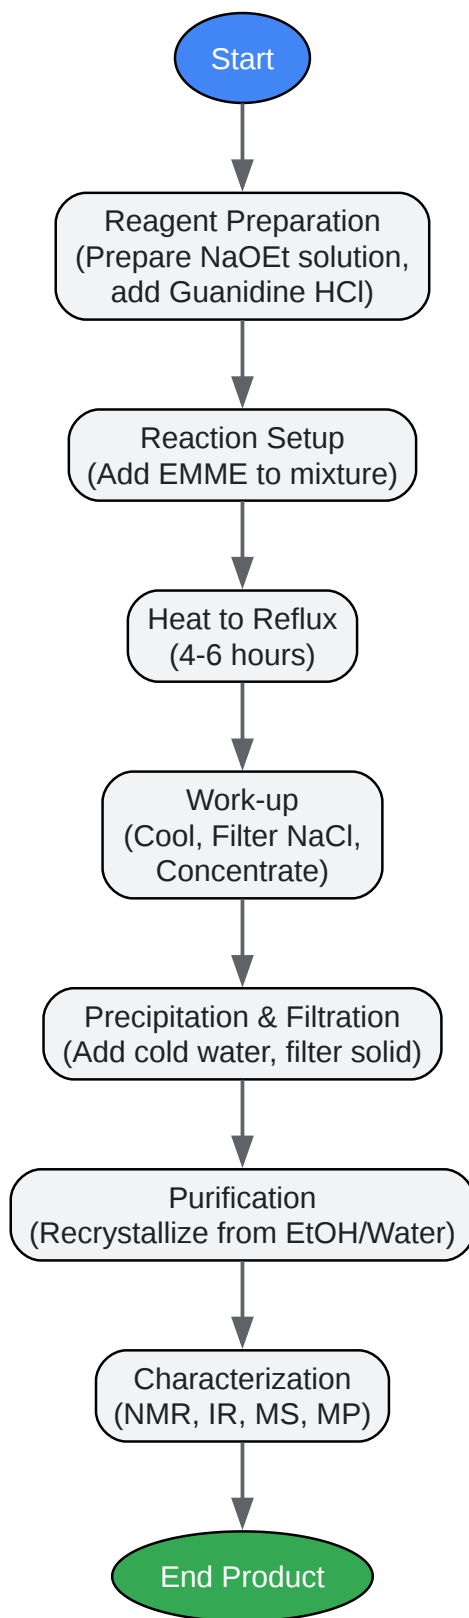 Start
Reagent Preparation
(Prepare NaOEt solution,
add Guanidine HCl)
Reaction Setup
(Add EMME to mixture)
Heat to Reflux
(4-6 hours)
Work-up
(Cool, Filter NaCl,
Concentrate)
Precipitation & Filtration
(Add cold water, filter solid)
Purification
(Recrystallize from EtOH/Water)
Characterization
(NMR, IR, MS, MP)
End Product